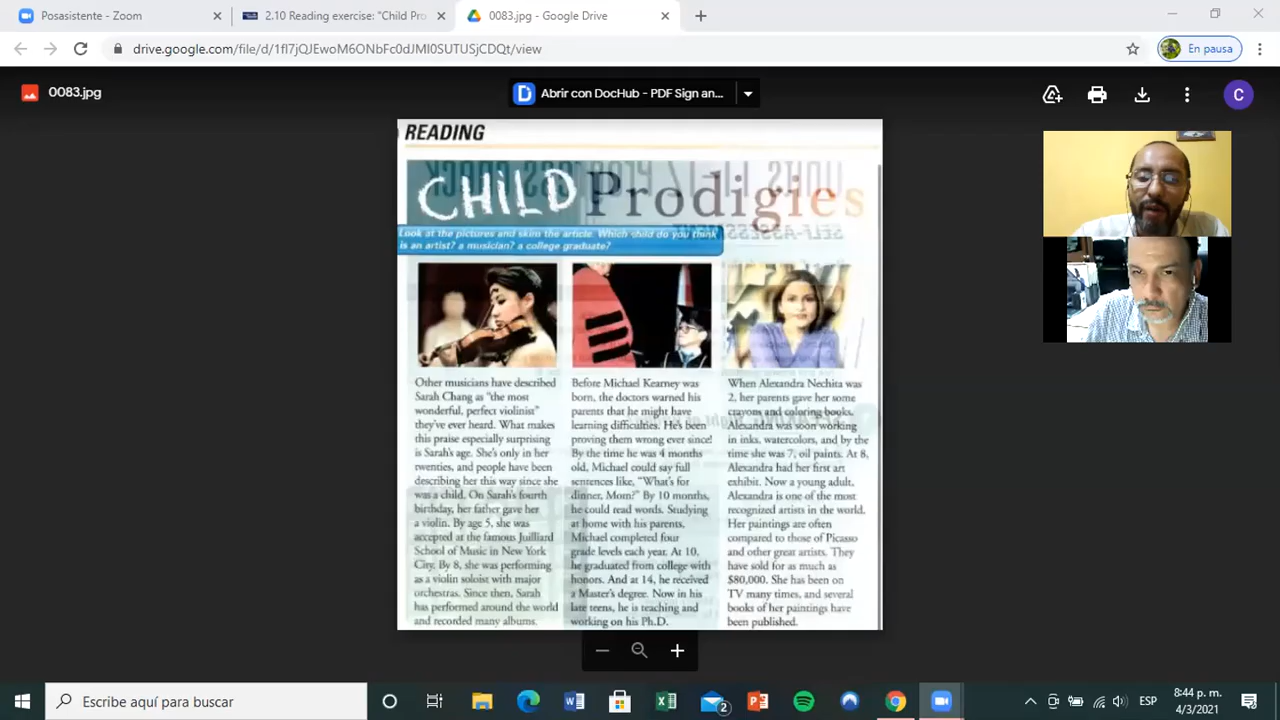 Posasistente - Zoom
2.10 Reading exercise: "Child Pro
0083.jpg - Google Drive
drive.google.com/file/d/1fl7jQJEwoM6ONbFc0dJMl0SUTUSjCDQt/view
En pausa
0083.jpg
Abrir con DocHub - PDF Sign an...
C
READING
CHILD Prodigies
Look at the pictures and skim the article. Which child do you think
is an artist? a musician? a college graduate?
Other musicians have described
Sarah Chang as "the most
wonderful, perfect violinist"
they've ever heard. What makes
this praise especially surprising
is Sarah's age. She's only in her
twenties, and people have been
describing her this way since she
was a child. On Sarah's fourth
birthday, her father gave her
a violin. By age 5, she was
accepted at the famous Juilliard
School of Music in New York
City. By 8, she was performing
as a violin soloist with major
orchestras. Since then, Sarah
has performed around the world
and recorded many albums.
Before Michael Kearney was
born, the doctors warned his
parents that he might have
learning difficulties. He's been
proving them wrong ever since!
By the time he was 4 months
old, Michael could say full
sentences like, "What's for
dinner, Mom?" By 10 months,
he could read words. Studying
at home with his parents,
Michael completed four
grade levels each year. At 10,
he graduated from college with
honors. And at 14, he received
a Master's degree. Now in his
late teens, he is teaching and
working on his Ph.D.
When Alexandra Nechita was
2, her parents gave her some
crayons and coloring books.
Alexandra was soon working
in inks, watercolors, and by the
time she was 7, oil paints. At 8,
Alexandra had her first art
exhibit. Now a young adult,
Alexandra is one of the most
recognized artists in the world.
Her paintings are often
compared to those of Picasso
and other great artists. They
have sold for as much as
$80,000. She has been on
TV many times, and several
books of her paintings have
been published.
Escribe aquí para buscar
2
ESP
8:44 p. m.
4/3/2021